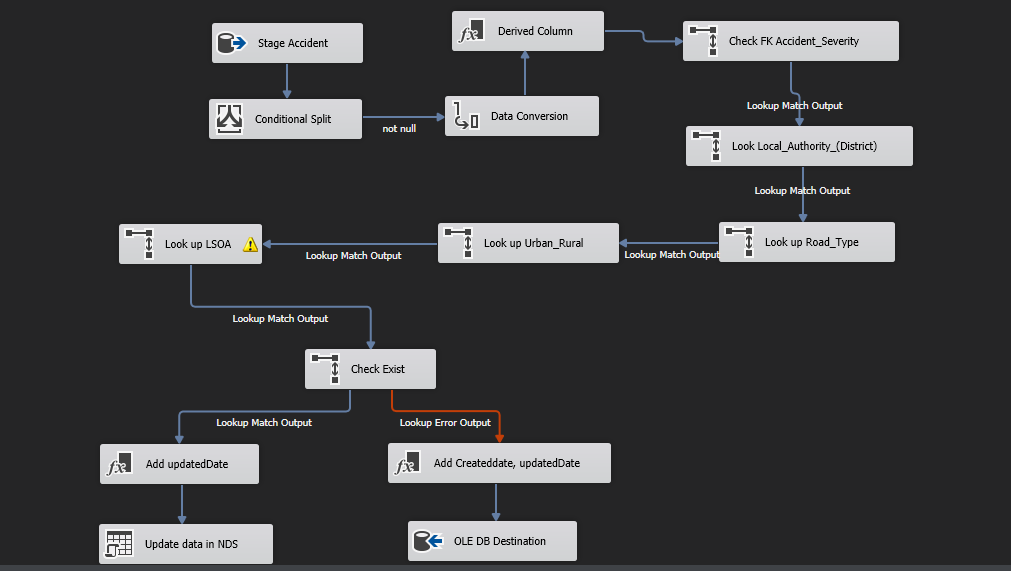 Stage Accident
Conditional Split
not null
Data Conversion
fx Derived Column
Check FK Accident_Severity
Lookup Match Output
Look Local_Authority_(District)
Lookup Match Output
Look up Road_Type
Lookup Match Output
Look up Urban_Rural
Lookup Match Output
Look up LSOA
Lookup Match Output
Check Exist
Lookup Match Output
Lookup Error Output
fx Add updatedDate
fx Add Createddate, updatedDate
Update data in NDS
OLE DB Destination